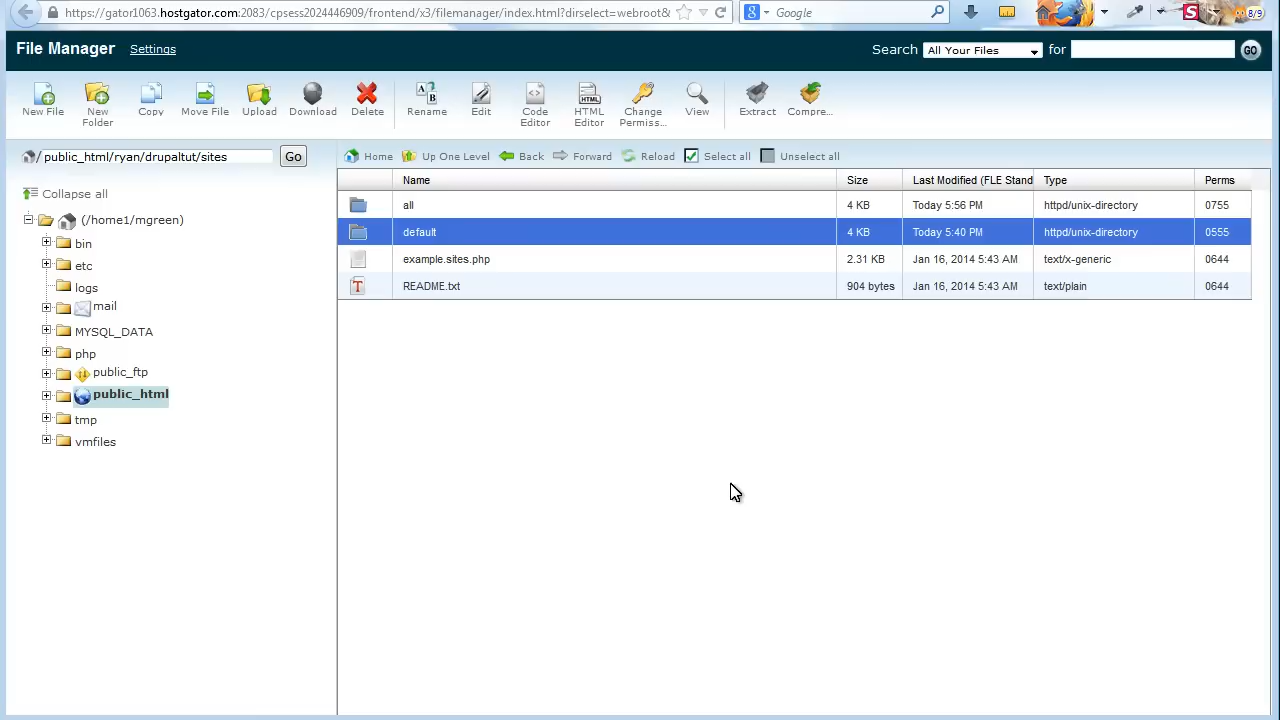 https://gator1063.hostgator.com:2083/cpsess2024446909/frontend/x3/filemanager/index.html?dirselect=webroot& Google 8/9
File Manager Settings Search All Your Files for GO
New File New Folder Copy Move File Upload Download Delete Rename Edit Code Editor HTML Editor Change Permiss... View Extract Compre...
/ public_html/ryan/drupaltut/sites Go Home Up One Level Back Forward Reload Select all Unselect all
Collapse all
(/home1/mgreen)
bin
etc
logs
mail
MYSQL_DATA
php
public_ftp
public_html
tmp
vmfiles
Name Size Last Modified (FLE Stand Type Perms
all 4 KB Today 5:56 PM httpd/unix-directory 0755
default 4 KB Today 5:40 PM httpd/unix-directory 0555
example.sites.php 2.31 KB Jan 16, 2014 5:43 AM text/x-generic 0644
README.txt 904 bytes Jan 16, 2014 5:43 AM text/plain 0644